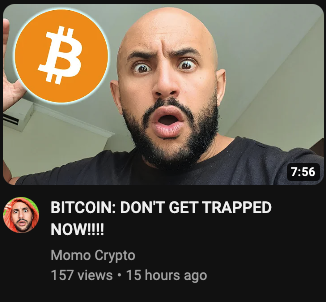 ₿
7:56
BITCOIN: DON'T GET TRAPPED
NOW!!!!
Momo Crypto
157 views • 15 hours ago